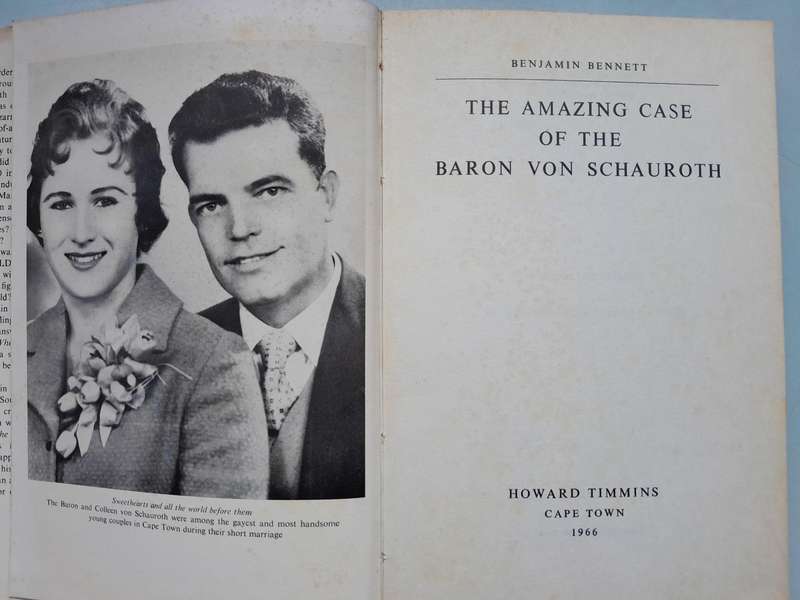 Sweethearts and all the world before them
The Baron and Colleen von Schauroth were among the gayest and most handsome
young couples in Cape Town during their short marriage
BENJAMIN BENNETT
THE AMAZING CASE
OF THE
BARON VON SCHAUROTH
HOWARD TIMMINS
CAPE TOWN
1966